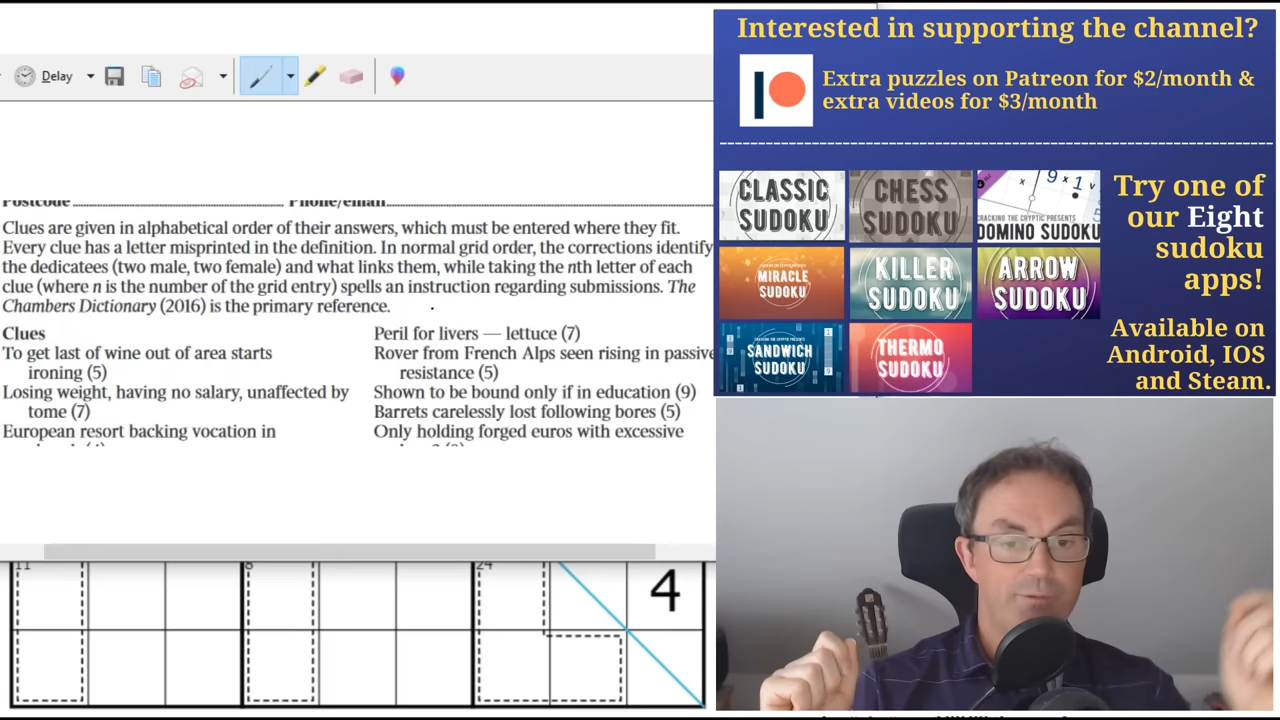 Delay
Postcode Phone/email
Clues are given in alphabetical order of their answers, which must be entered where they fit.
Every clue has a letter misprinted in the definition. In normal grid order, the corrections identify
the dedicatees (two male, two female) and what links them, while taking the nth letter of each
clue (where n is the number of the grid entry) spells an instruction regarding submissions. The
Chambers Dictionary (2016) is the primary reference.
Clues
To get last of wine out of area starts
ironing (5)
Losing weight, having no salary, unaffected by
tome (7)
European resort backing vocation in
Peril for livers — lettuce (7)
Rover from French Alps seen rising in passive
resistance (5)
Shown to be bound only if in education (9)
Barrets carelessly lost following bores (5)
Only holding forged euros with excessive
11
8
24
4
Interested in supporting the channel?
Extra puzzles on Patreon for $2/month &
extra videos for $3/month
CLASSIC
SUDOKU
CHESS
SUDOKU
9 x 1
x
CRACKING THE CRYPTIC PRESENTS
DOMINO SUDOKU
MIRACLE
SUDOKU
KILLER
SUDOKU
ARROW
SUDOKU
SANDWICH
SUDOKU
THERMO
SUDOKU
Try one of
our Eight
sudoku
apps!
Available on
Android, IOS
and Steam.